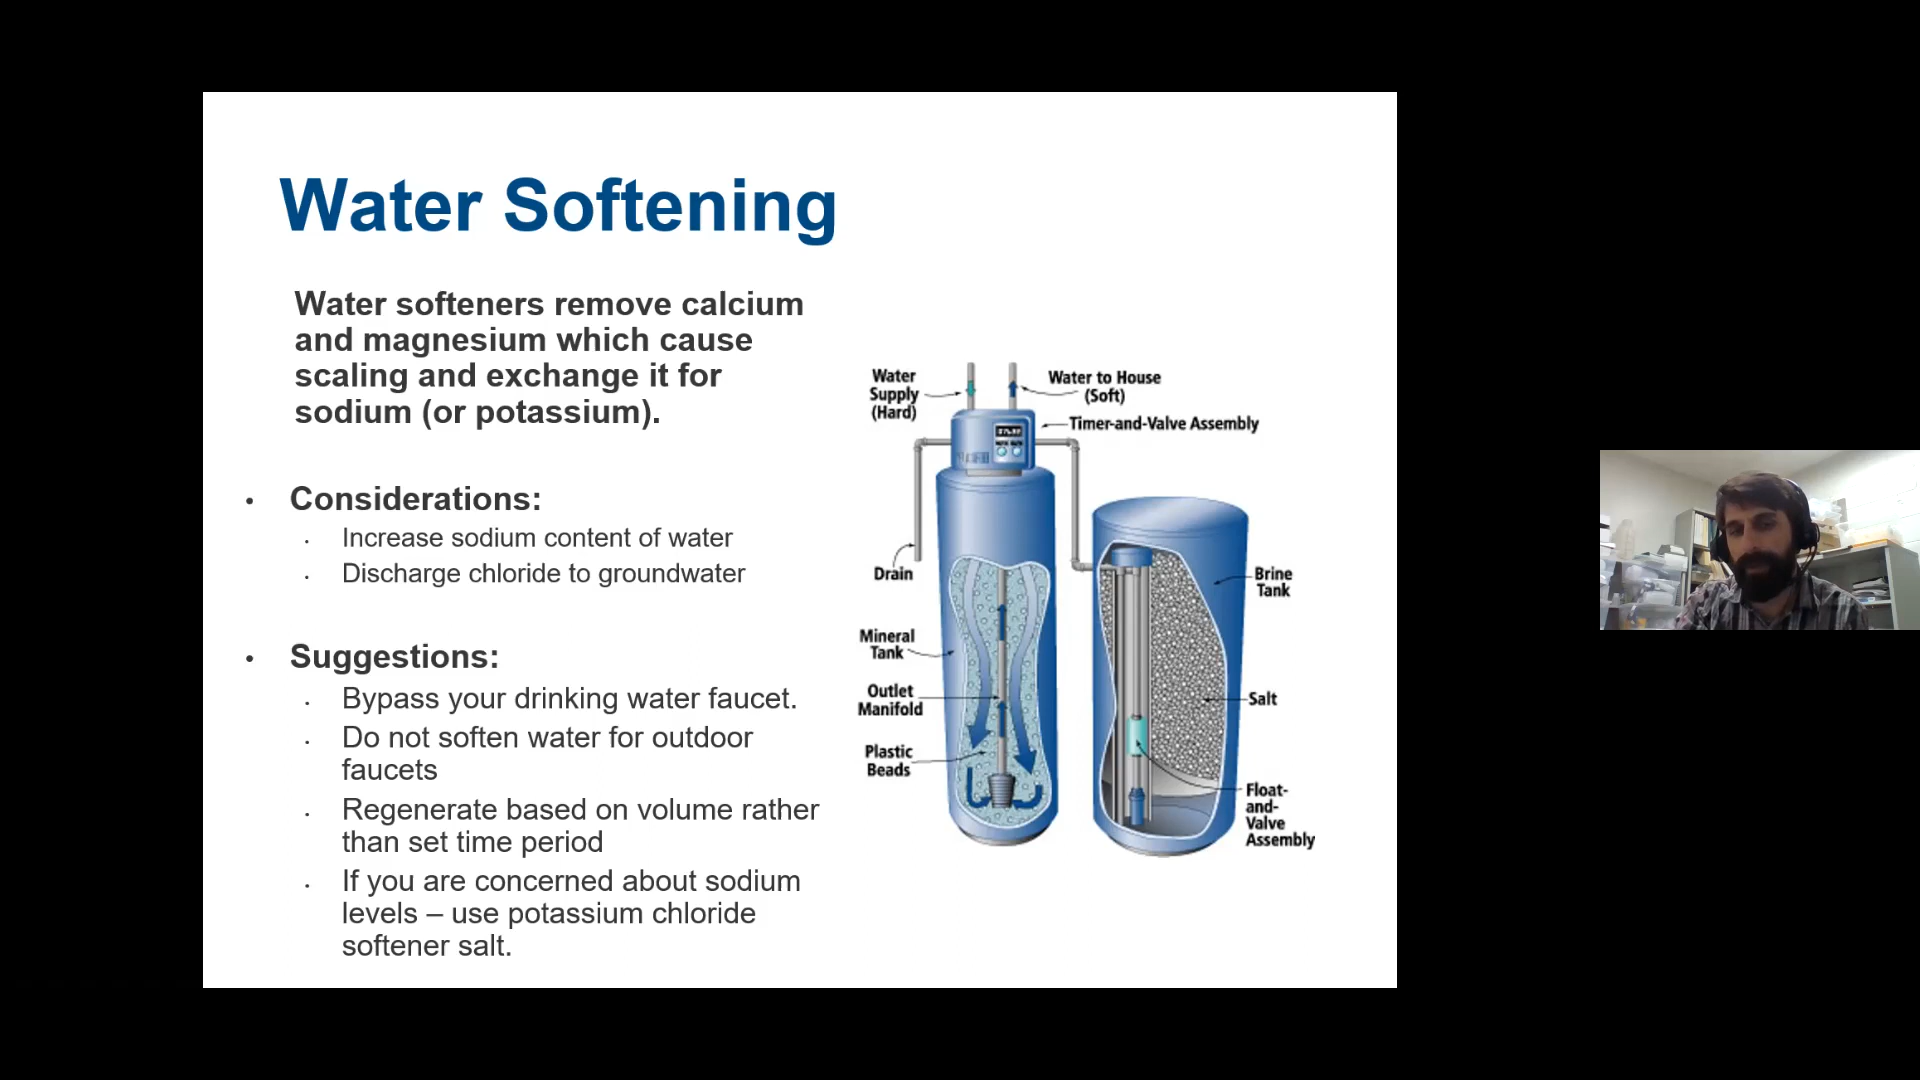 Water Softening
Water softeners remove calcium
and magnesium which cause
scaling and exchange it for
sodium (or potassium).
• Considerations:
· Increase sodium content of water
· Discharge chloride to groundwater
• Suggestions:
· Bypass your drinking water faucet.
· Do not soften water for outdoor
faucets
· Regenerate based on volume rather
than set time period
· If you are concerned about sodium
levels – use potassium chloride
softener salt.
Water
Supply
(Hard)
Water to House
(Soft)
Timer-and-Valve Assembly
Drain
Mineral
Tank
Outlet
Manifold
Plastic
Beads
Brine
Tank
Salt
Float-
and-
Valve
Assembly